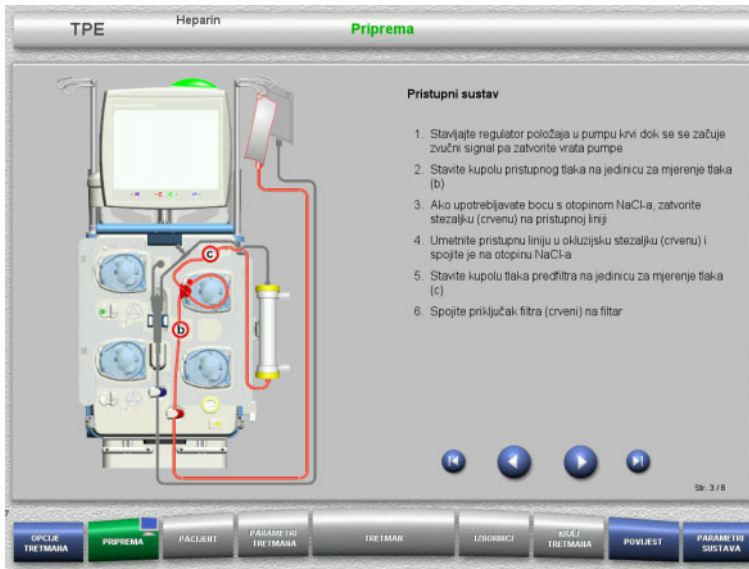 TPE
Heparin
Priprema
Pristupni sustav
1. Stavljajte regulator položaja u pumpu krvi dok se se začuje
zvučni signal pa zatvorite vrata pumpe
2. Stavite kupolu pristupnog tlaka na jedinicu za mjerenje tlaka
(b)
3. Ako upotrebljavate bocu s otopinom NaCl-a, zatvorite
stezaljku (crvenu) na pristupnoj liniji
4. Umetnite pristupnu liniju u okluzijsku stezaljku (crvenu) i
spojite je na otopinu NaCl-a
5. Stavite kupolu tlaka predfiltra na jedinicu za mjerenje tlaka
(c)
6. Spojite priključak filtra (crveni) na filtar
c
b
Str. 3 / 8
OPCIJE
TRETMANA
PRIPREMA
PACIJENT
PARAMETRI
TRETMANA
TRETMAN
IZBORNICI
KRAJ
TRETMANA
POVIJEST
PARAMETRI
SUSTAVA